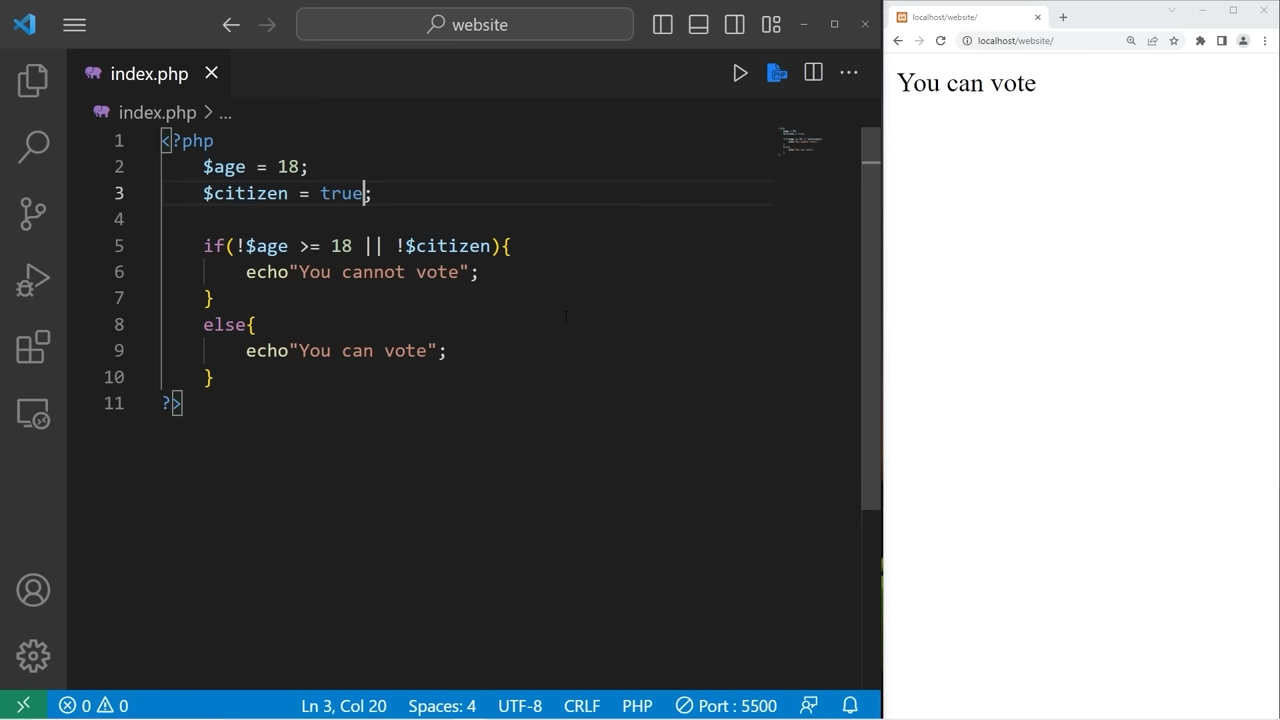 website
index.php
index.php > ...
1 <?php
2 $age = 18;
3 $citizen = true;
4
5 if(!$age >= 18 || !$citizen){
6 echo"You cannot vote";
7 }
8 else{
9 echo"You can vote";
10 }
11 ?>
0 0 Ln 3, Col 20 Spaces: 4 UTF-8 CRLF PHP Port : 5500
localhost/website/
localhost/website/
You can vote